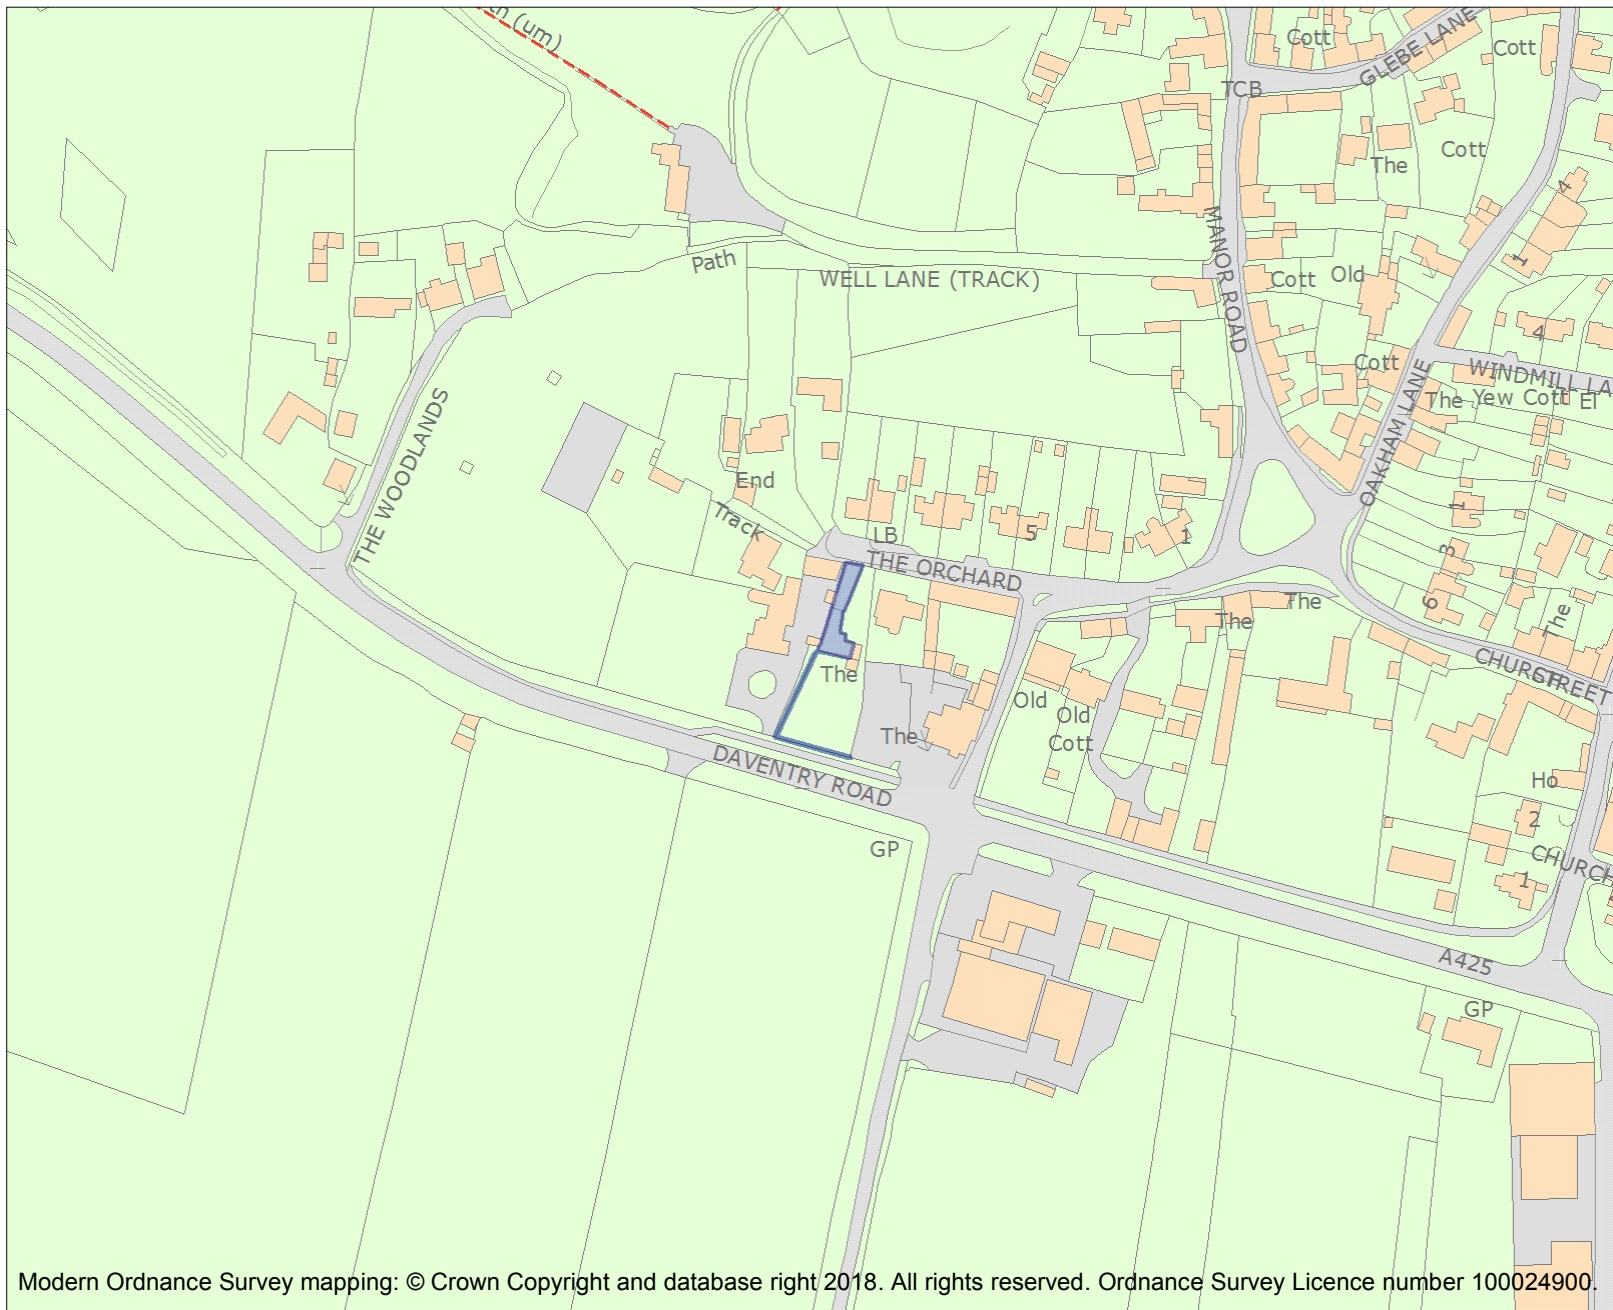 th (um)
Cott
GLEBE LANE
Cott
TCB
Cott
The
4
MANOR ROAD
Path
WELL LANE (TRACK)
Cott
Old
1
4
Cott
WINDMILL LA
OAKHAM LANE
The
Yew Cott
El
THE WOODLANDS
End
Track
LB
5
1
1
3
6
THE ORCHARD
The
The
The
CHURCH
STREET
The
Old
Old
Cott
The
DAVENTRY ROAD
Ho
2
GP
CHURCH
1
A425
GP
Modern Ordnance Survey mapping: © Crown Copyright and database right 2018. All rights reserved. Ordnance Survey Licence number 100024900.